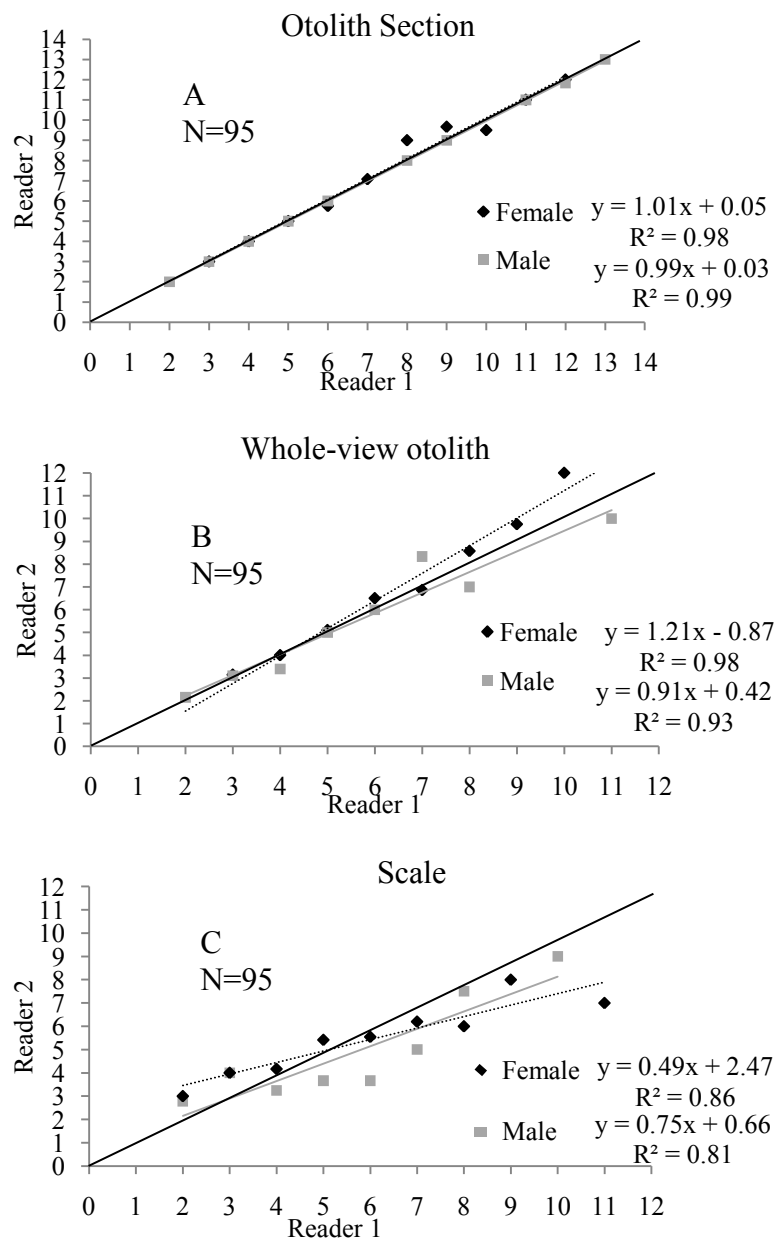 Otolith Section
14
13
12
11
10
9
8
7
6
5
4
3
2
1
0
Reader 2
A
N=95
Female y = 1.01x + 0.05
R² = 0.98
Male y = 0.99x + 0.03
R² = 0.99
0 1 2 3 4 5 6 7 8 9 10 11 12 13 14
Reader 1
Whole-view otolith
12
11
10
9
8
7
6
5
4
3
2
1
0
Reader 2
B
N=95
Female y = 1.21x - 0.87
R² = 0.98
Male y = 0.91x + 0.42
R² = 0.93
0 1 2 3 4 5 6 7 8 9 10 11 12
Reader 1
Scale
12
11
10
9
8
7
6
5
4
3
2
1
0
Reader 2
C
N=95
Female y = 0.49x + 2.47
R² = 0.86
Male y = 0.75x + 0.66
R² = 0.81
0 1 2 3 4 5 6 7 8 9 10 11 12
Reader 1